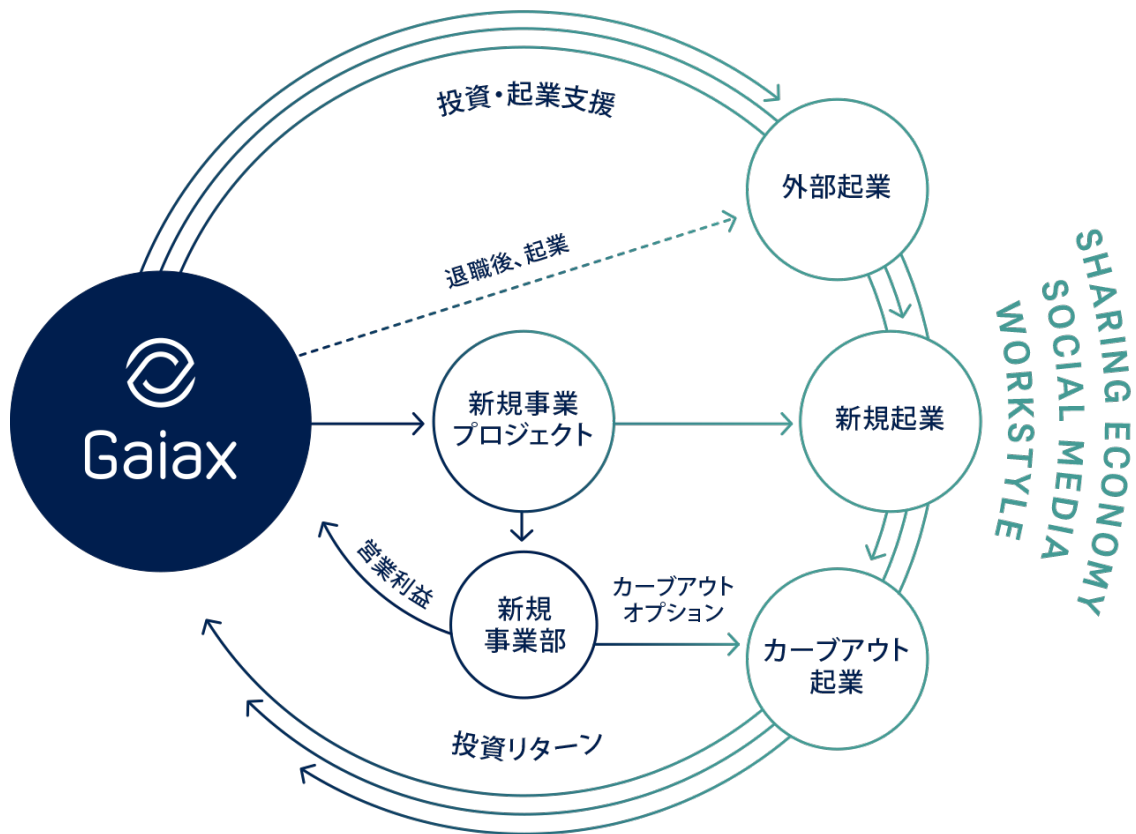 投資・起業支援
外部起業
退職後、起業
Gaiax
新規事業
プロジェクト
新規起業
営業利益
新規
事業部
カーブアウト
オプション
カーブアウト
起業
投資リターン
SHARING ECONOMY
SOCIAL MEDIA
WORKSTYLE